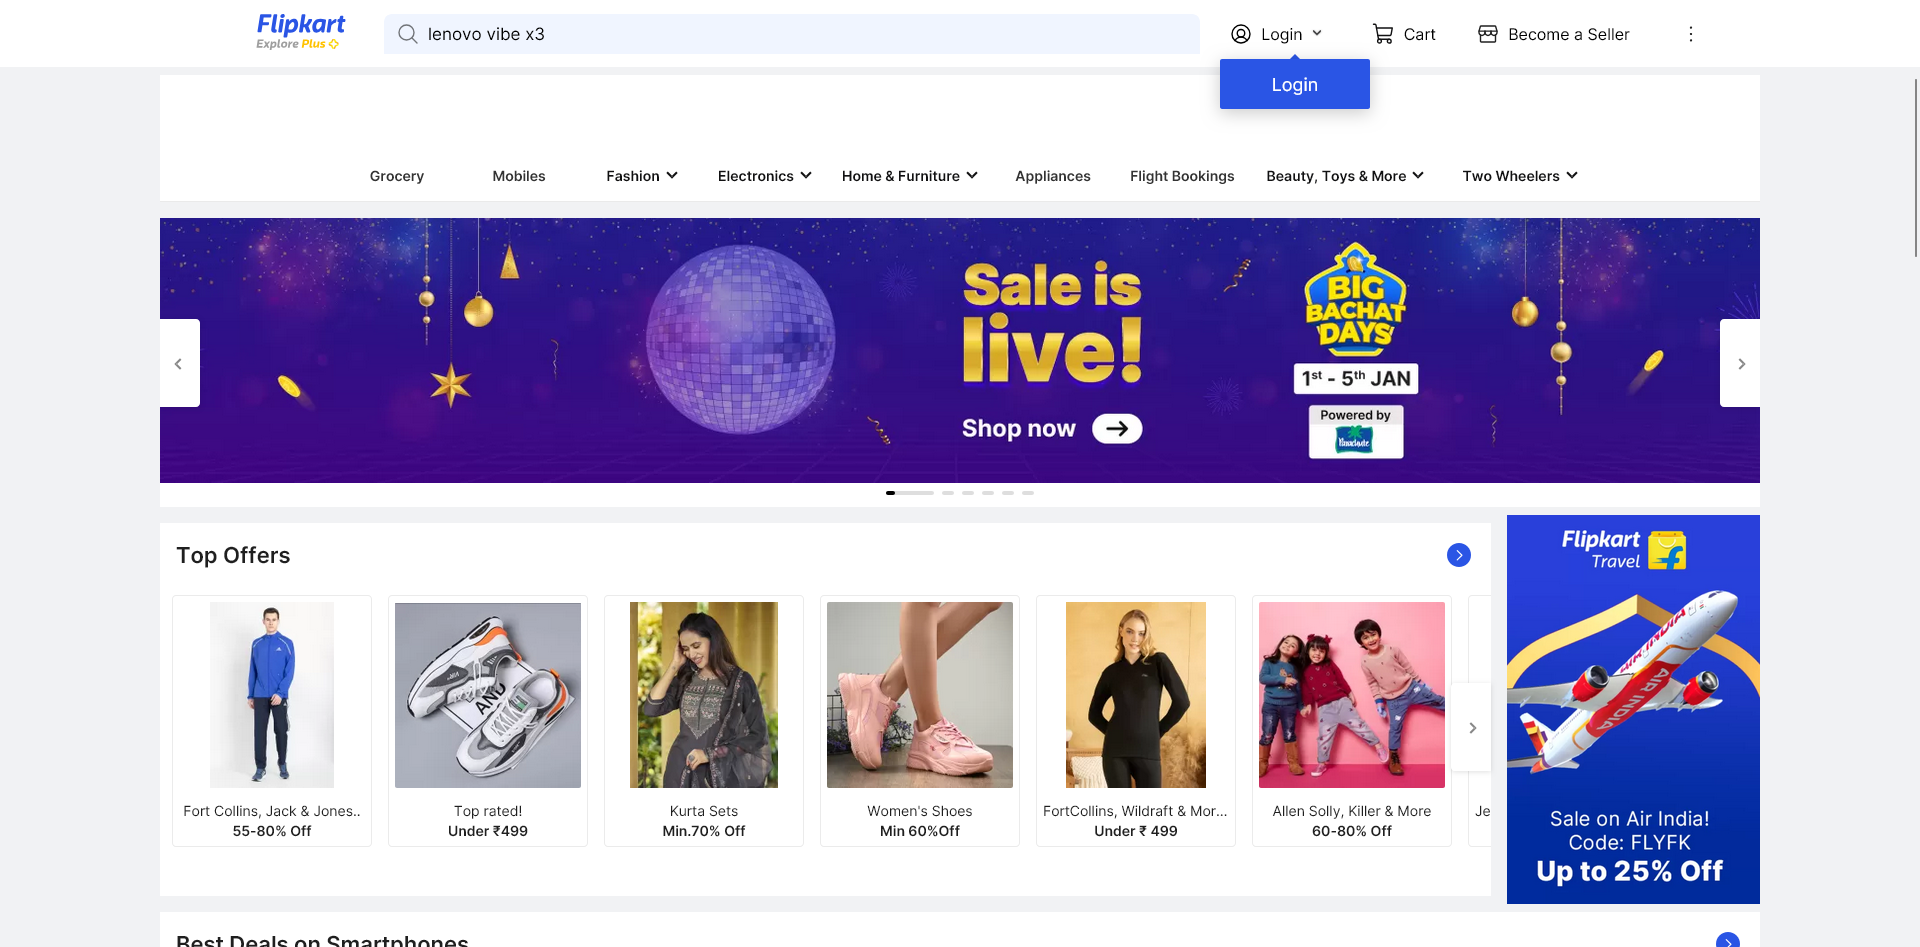 Flipkart
Explore Plus
lenovo vibe x3
Login
Cart
Become a Seller
Login
Grocery
Mobiles
Fashion
Electronics
Home & Furniture
Appliances
Flight Bookings
Beauty, Toys & More
Two Wheelers
Sale is
live!
Shop now
BIG
BACHAT
DAYS
1st - 5th JAN
Powered by
Parachute
Top Offers
Fort Collins, Jack & Jones..
55-80% Off
AND
Top rated!
Under ₹499
Kurta Sets
Min.70% Off
Women's Shoes
Min 60%Off
FortCollins, Wildraft & Mor...
Under ₹ 499
Allen Solly, Killer & More
60-80% Off
Je
Flipkart
Travel
AIR INDIA
AIR INDIA
Sale on Air India!
Code: FLYFK
Up to 25% Off
Best Deals on Smartphones